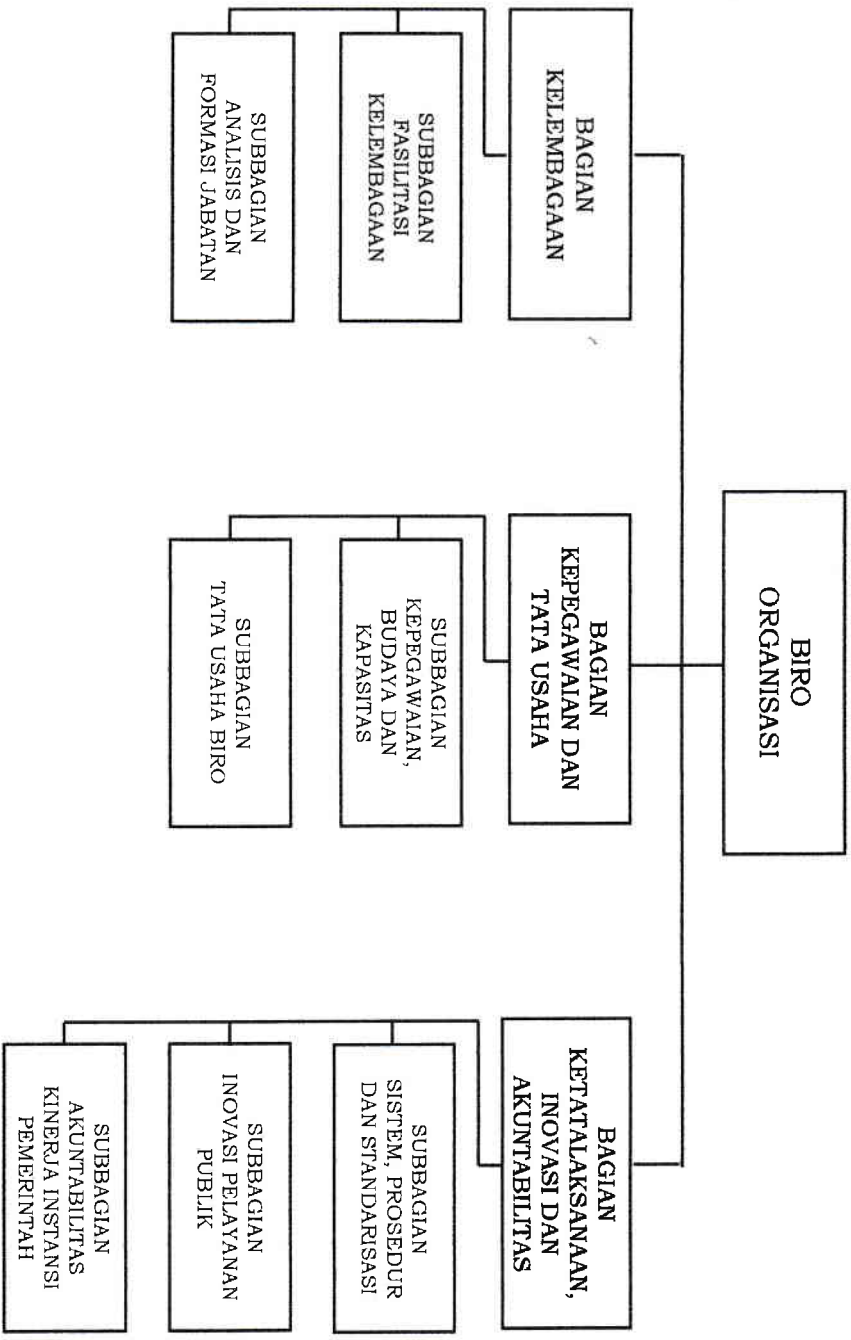 BIRO
ORGANISASI
BAGIAN
KELEMBAGAAN
SUBBAGIAN
FASILITASI
KELEMBAGAAN
SUBBAGIAN
ANALISIS DAN
FORMASI JABATAN
BAGIAN
KEPEGAWAIAN DAN
TATA USAHA
SUBBAGIAN
KEPEGAWAIAN,
BUDAYA DAN
KAPASITAS
SUBBAGIAN
TATA USAHA BIRO
BAGIAN
KETATALAKSANAAN,
INOVASI DAN
AKUNTABILITAS
SUBBAGIAN
SISTEM, PROSEDUR
DAN STANDARISASI
SUBBAGIAN
INOVASI PELAYANAN
PUBLIK
SUBBAGIAN
AKUNTABILITAS
KINERJA INSTANSI
PEMERINTAH